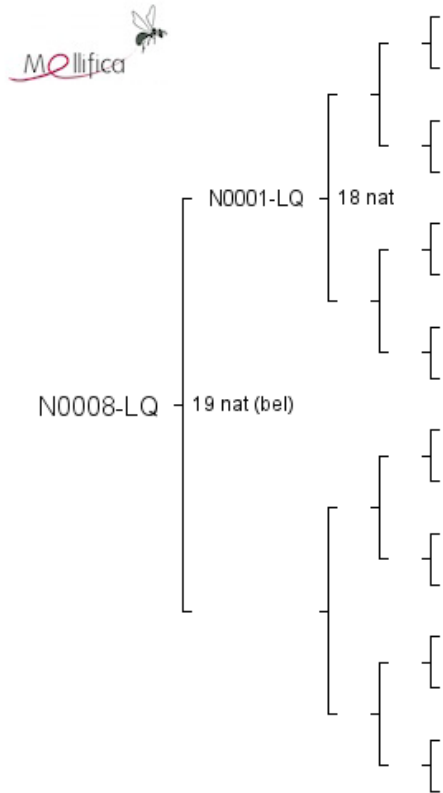 Mellifica
N0001-LQ
18 nat
N0008-LQ
19 nat (bel)